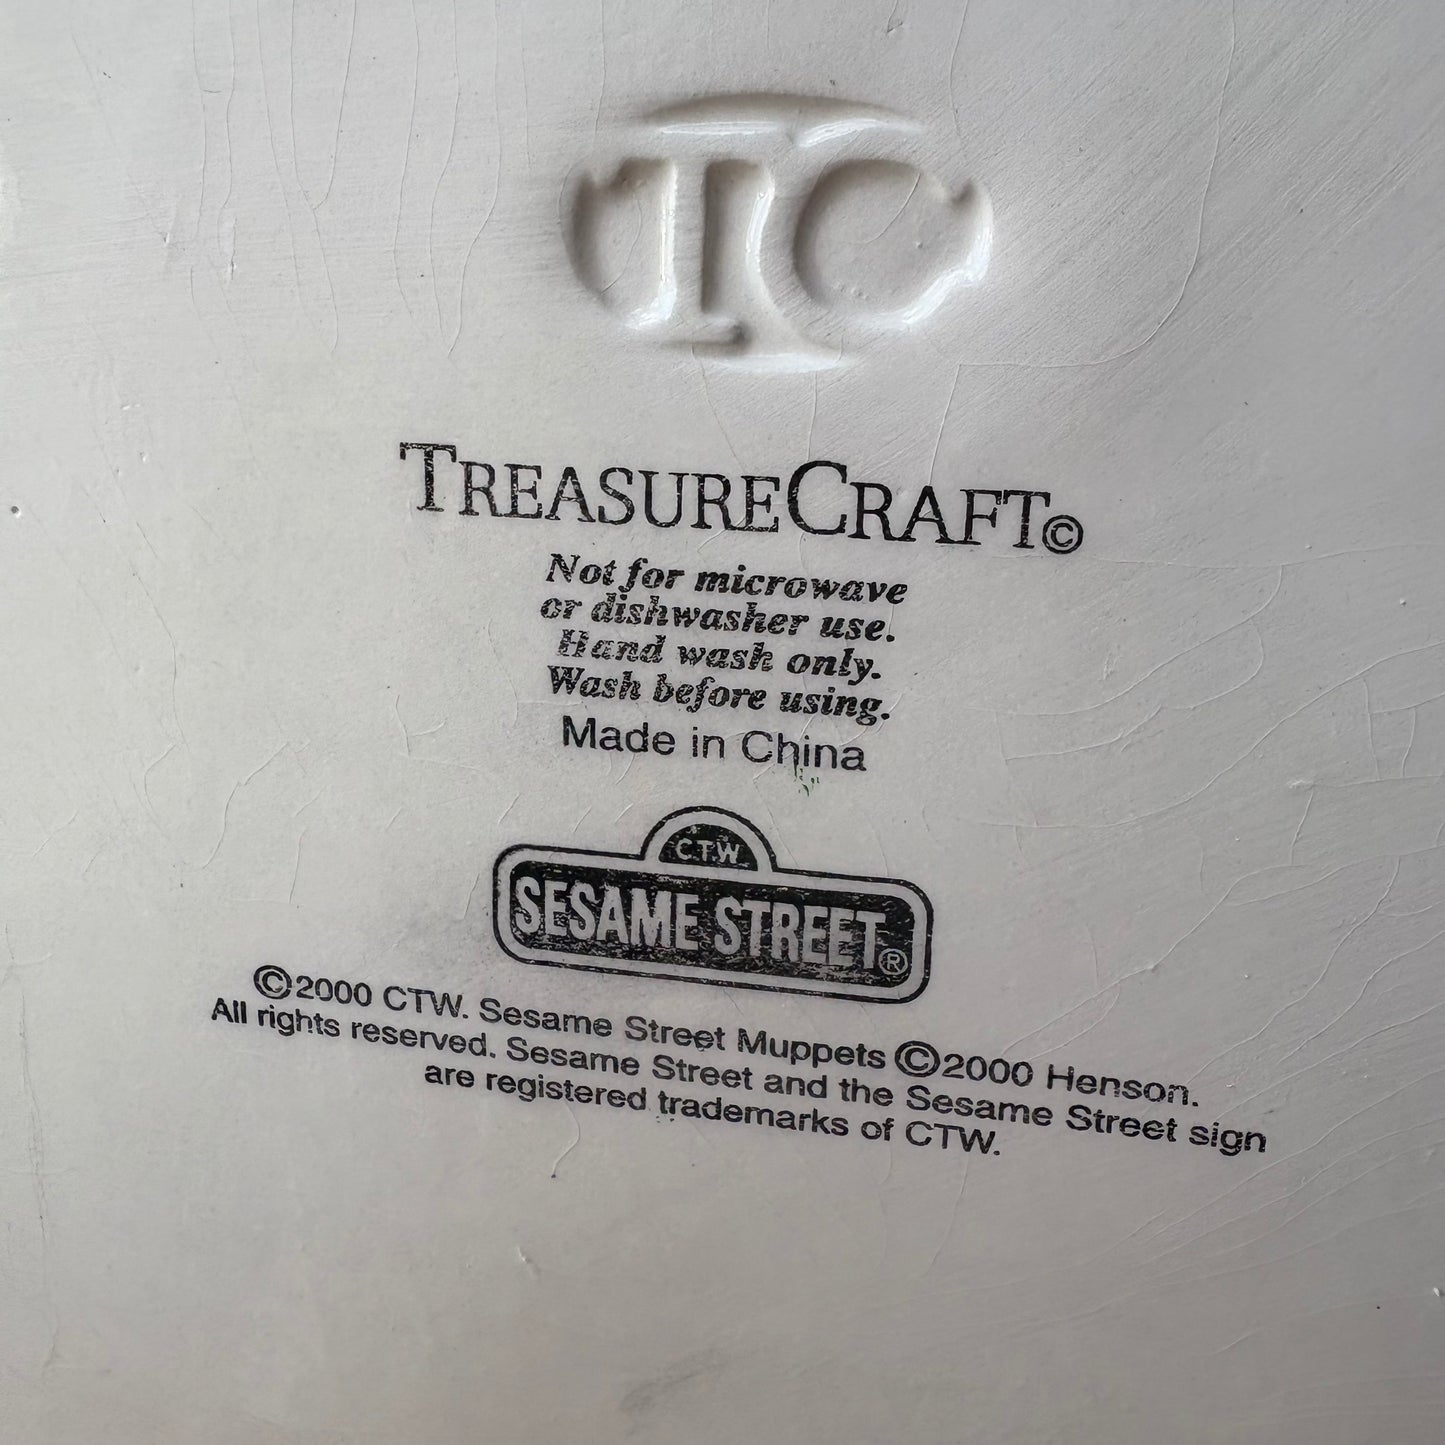 TC
TREASURECRAFT©
Not for microwave
or dishwasher use.
Hand wash only.
Wash before using.
Made in China
CTW
SESAME STREET®
©2000 CTW. Sesame Street Muppets ©2000 Henson.
All rights reserved. Sesame Street and the Sesame Street sign
are registered trademarks of CTW.